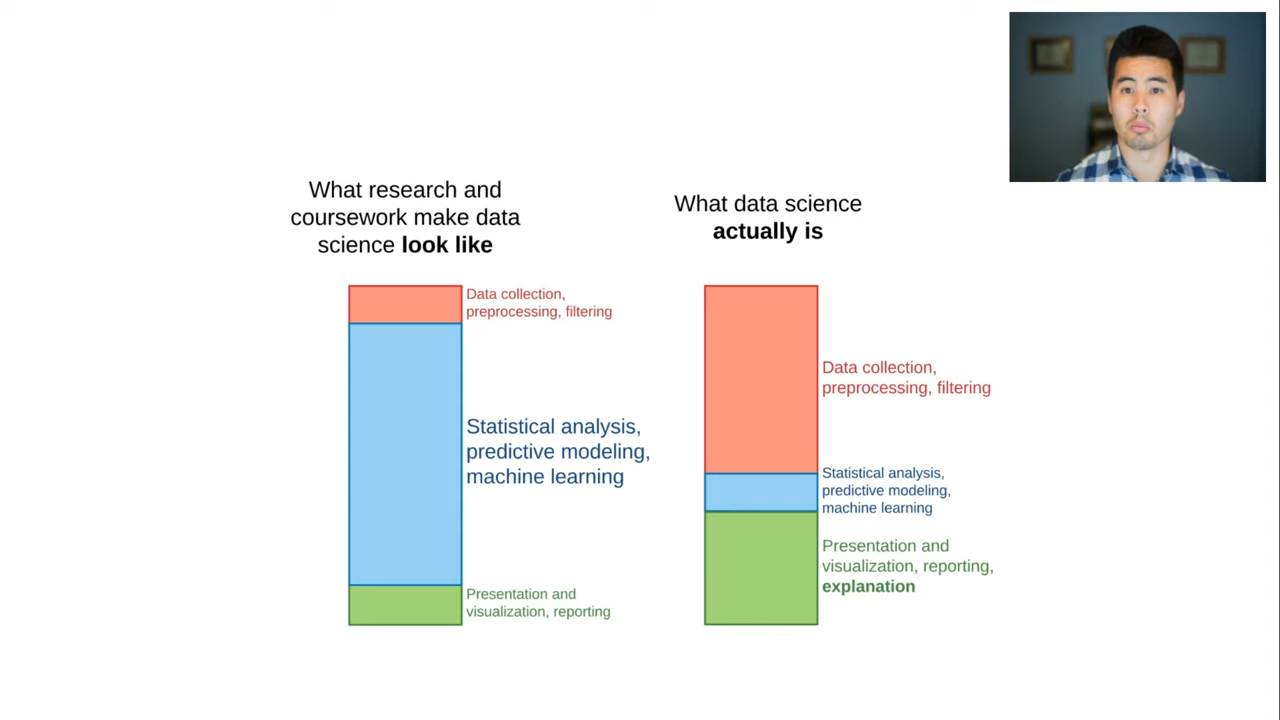 What research and
coursework make data
science look like
Data collection,
preprocessing, filtering
Statistical analysis,
predictive modeling,
machine learning
Presentation and
visualization, reporting
What data science
actually is
Data collection,
preprocessing, filtering
Statistical analysis,
predictive modeling,
machine learning
Presentation and
visualization, reporting,
explanation